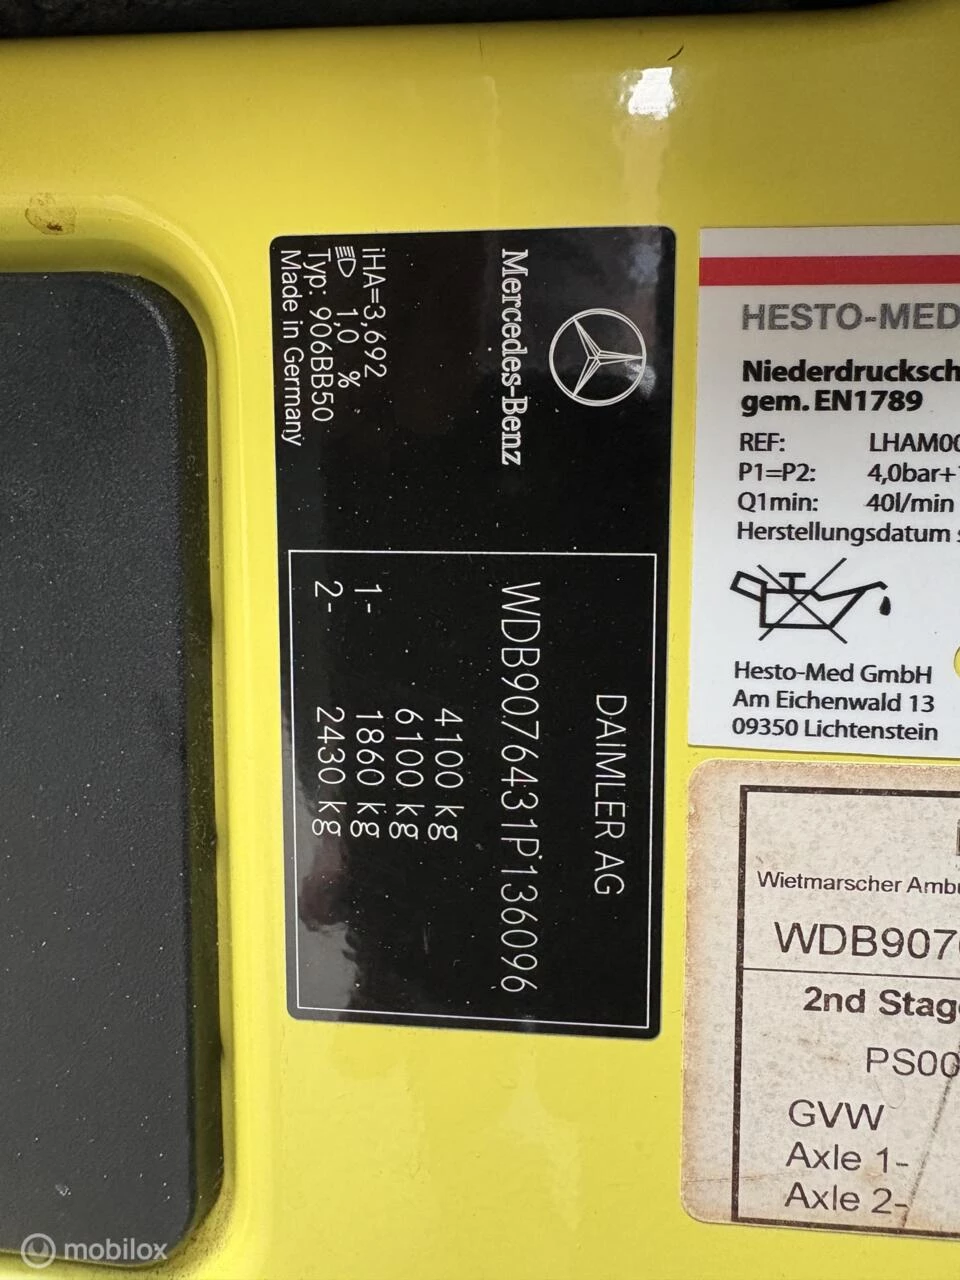 Mercedes-Benz
iHA=3,692
1,0 %
Typ: 906BB50
Made in Germany
DAIMLER AG
WDB9076431P136096
4100 kg
6100 kg
1- 1860 kg
2- 2430 kg
HESTO-MED
Niederdrucksch
gem. EN1789
REF: LHAM00
P1=P2: 4,0bar+
Q1min: 40l/min
Herstellungsdatum s
Hesto-Med GmbH
Am Eichenwald 13
09350 Lichtenstein
Wietmarscher Ambu
WDB9076
2nd Stage
PS00
GVW
Axle 1-
Axle 2-
mobilox